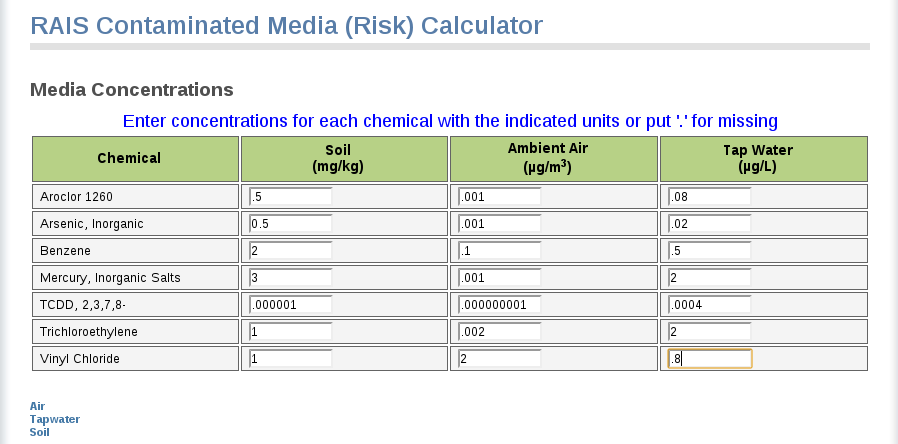 RAIS Contaminated Media (Risk) Calculator
Media Concentrations
Enter concentrations for each chemical with the indicated units or put '.' for missing
Chemical Soil (mg/kg) Ambient Air (µg/m³) Tap Water (µg/L)
Aroclor 1260 .5 .001 .08
Arsenic, Inorganic 0.5 .001 .02
Benzene 2 .1 .5
Mercury, Inorganic Salts 3 .001 2
TCDD, 2,3,7,8- .000001 .000000001 .0004
Trichloroethylene 1 .002 2
Vinyl Chloride 1 2 .8
Air
Tapwater
Soil